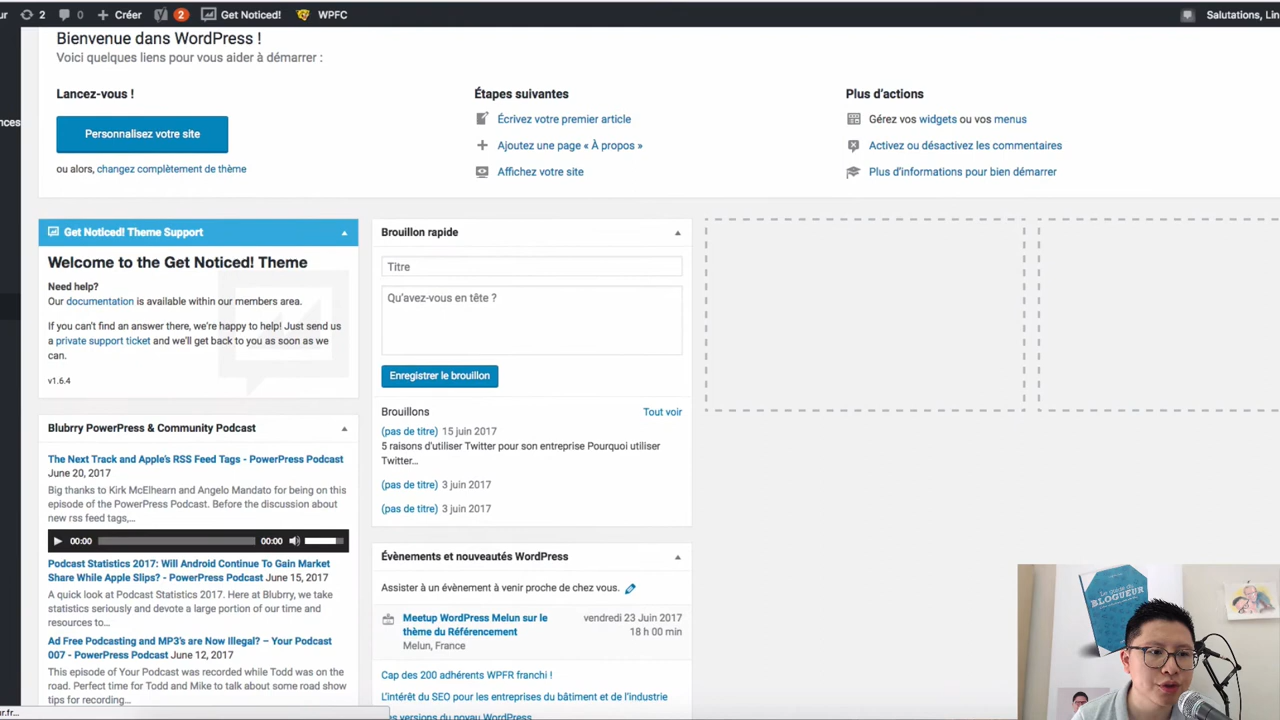 ur 2 0 Créer 2 Get Noticed! WPFC Salutations, Lin
Bienvenue dans WordPress !
Voici quelques liens pour vous aider à démarrer :
nces
Lancez-vous !
Personnalisez votre site
ou alors, changez complètement de thème
Étapes suivantes
Écrivez votre premier article
Ajoutez une page « À propos »
Affichez votre site
Plus d'actions
Gérez vos widgets ou vos menus
Activez ou désactivez les commentaires
Plus d'informations pour bien démarrer
Get Noticed! Theme Support
Welcome to the Get Noticed! Theme
Need help?
Our documentation is available within our members area.
If you can't find an answer there, we're happy to help! Just send us
a private support ticket and we'll get back to you as soon as we
can.
v1.6.4
Blubrry PowerPress & Community Podcast
The Next Track and Apple's RSS Feed Tags - PowerPress Podcast
June 20, 2017
Big thanks to Kirk McElhearn and Angelo Mandato for being on this
episode of the PowerPress Podcast. Before the discussion about
new rss feed tags,...
00:00 00:00
Podcast Statistics 2017: Will Android Continue To Gain Market
Share While Apple Slips? - PowerPress Podcast June 15, 2017
A quick look at Podcast Statistics 2017. Here at Blubrry, we take
statistics seriously and devote a large portion of our time and
resources to...
Ad Free Podcasting and MP3's are Now Illegal? – Your Podcast
007 - PowerPress Podcast June 12, 2017
This episode of Your Podcast was recorded while Todd was on the
road. Perfect time for Todd and Mike to talk about some road show
tips for recording...
ur.fr...
Brouillon rapide
Titre
Qu'avez-vous en tête ?
Enregistrer le brouillon
Brouillons Tout voir
(pas de titre) 15 juin 2017
5 raisons d'utiliser Twitter pour son entreprise Pourquoi utiliser
Twitter...
(pas de titre) 3 juin 2017
(pas de titre) 3 juin 2017
Évènements et nouveautés WordPress
Assister à un évènement à venir proche de chez vous.
Meetup WordPress Melun sur le vendredi 23 Juin 2017
thème du Référencement 18 h 00 min
Melun, France
Cap des 200 adhérents WPFR franchi !
L'intérêt du SEO pour les entreprises du bâtiment et de l'industrie
es versions du noyau WordPress
BLOGUEUR